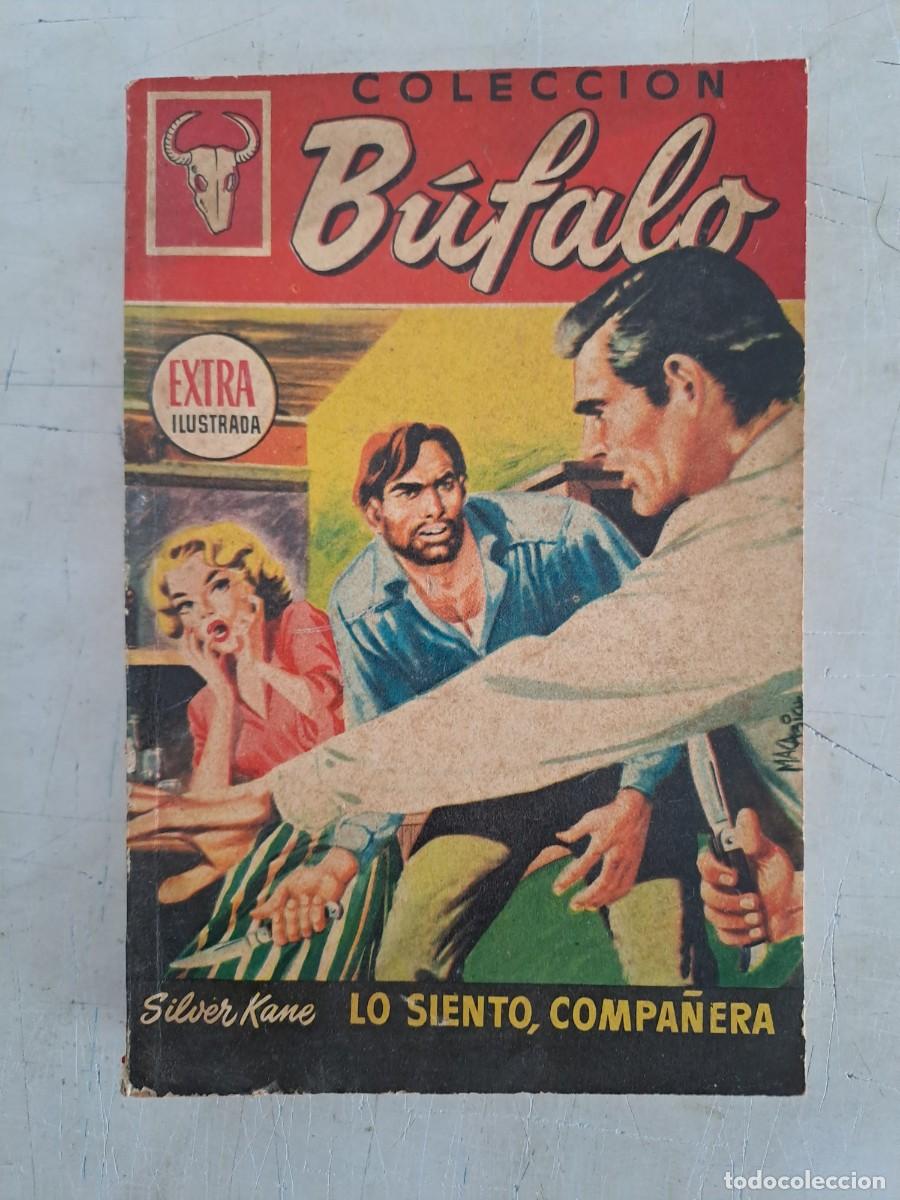 COLECCION
Búfalo
EXTRA
ILUSTRADA
Silver Kane
LO SIENTO, COMPAÑERA
todocoleccion